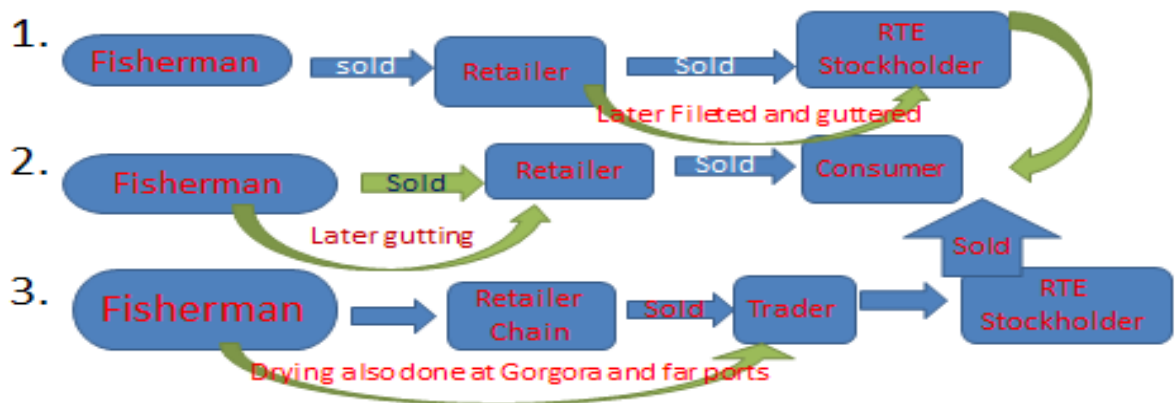 1.
Fisherman
sold
Retailer
Sold
RTE
Stockholder
Later Fileted and guttered
2.
Fisherman
Sold
Retailer
Sold
Consumer
Later gutting
Sold
3.
Fisherman
Retailer
Chain
Sold
Trader
RTE
Stockholder
Drying also done at Gorgora and far ports